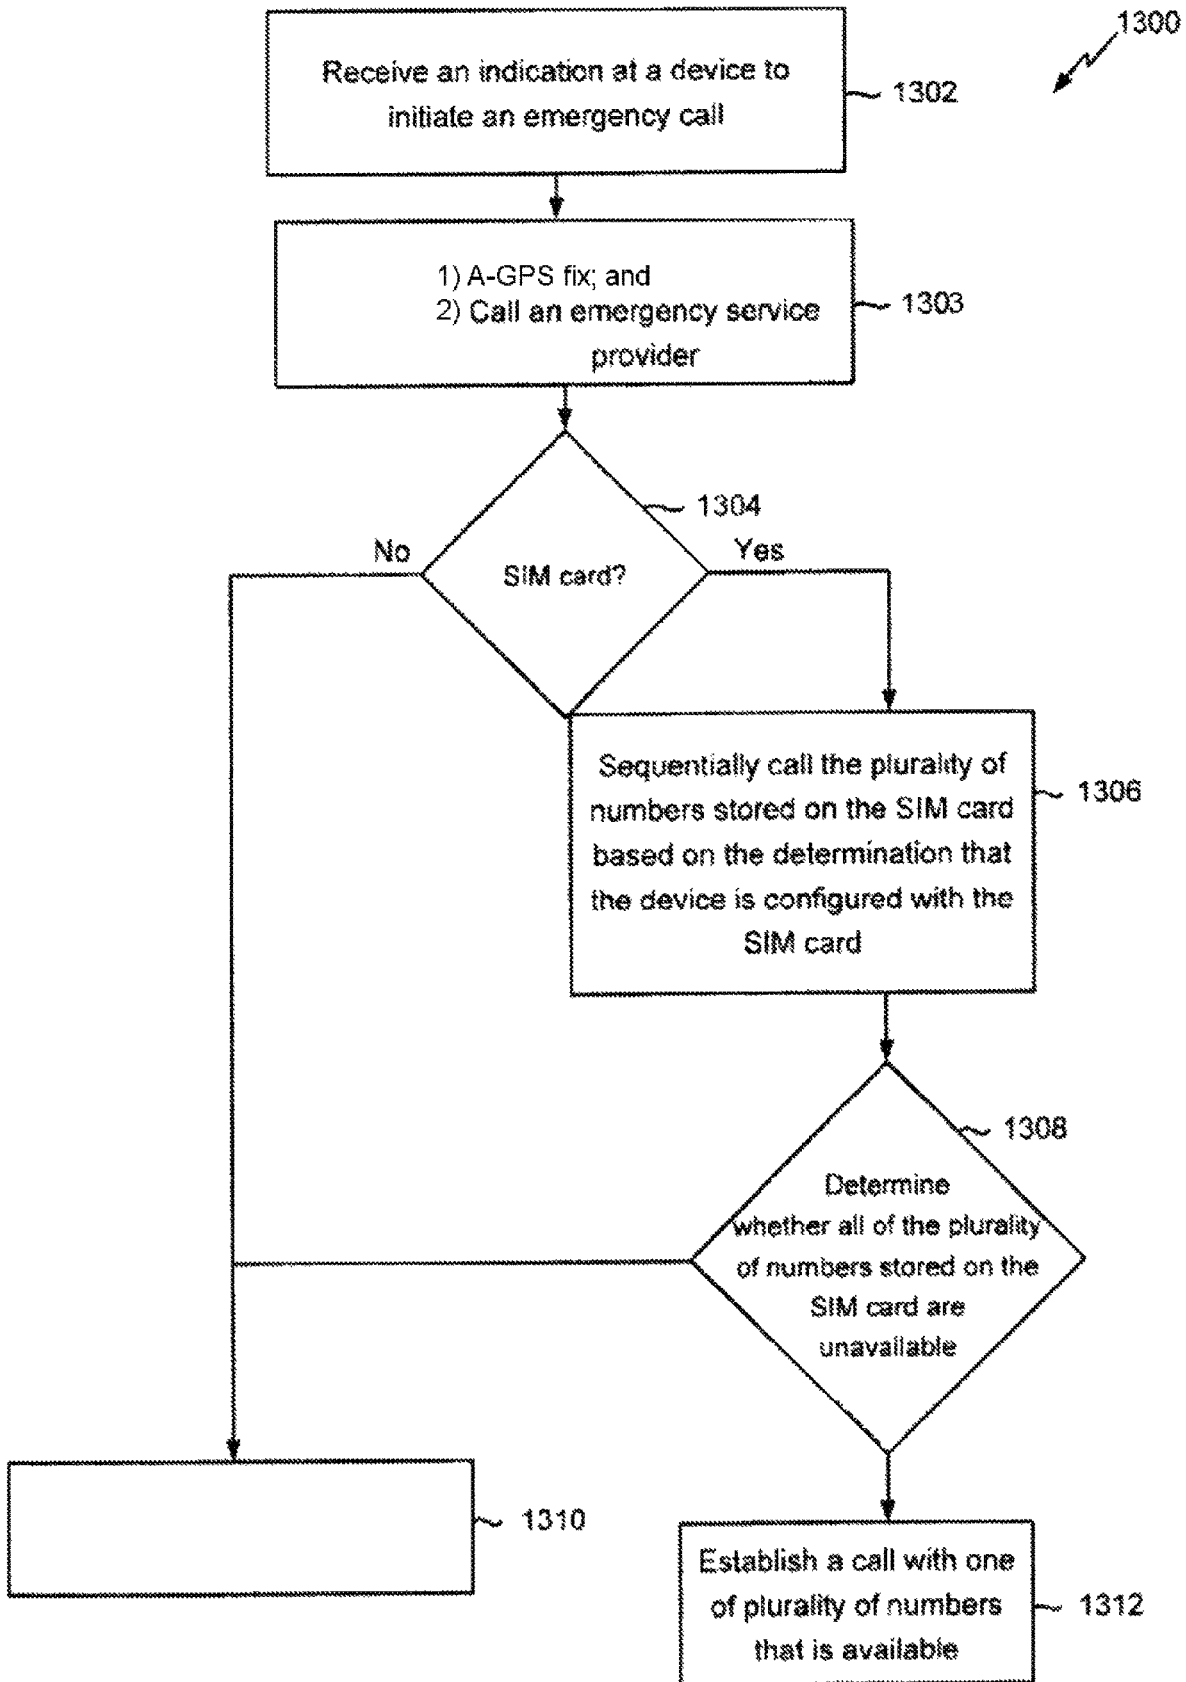 1300
Receive an indication at a device to
initiate an emergency call
1302
1) A-GPS fix; and
2) Call an emergency service
provider
1303
1304
No
Yes
SIM card?
Sequentially call the plurality of
numbers stored on the SIM card
based on the determination that
the device is configured with the
SIM card
1306
1308
Determine
whether all of the plurality
of numbers stored on the
SIM card are
unavailable
1310
Establish a call with one
of plurality of numbers
that is available
1312